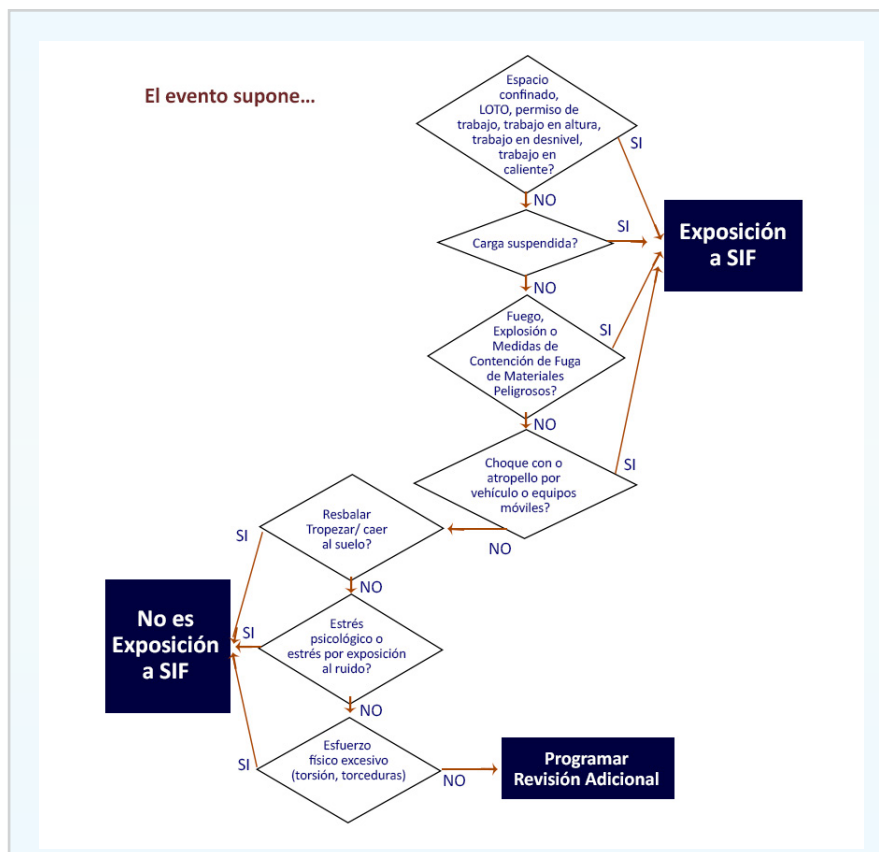 El evento supone...
Espacio
confinado,
LOTO, permiso de
trabajo, trabajo en altura,
trabajo en desnivel,
trabajo en
caliente?
SI
NO
Carga suspendida?
SI
Exposición
a SIF
NO
Fuego,
Explosión o
Medidas de
Contención de Fuga
de Materiales
Peligrosos?
SI
NO
Choque con o
atropello por
vehículo o equipos
móviles?
SI
NO
Resbalar
Tropezar/ caer
al suelo?
SI
NO
No es
Exposición
a SIF
Estrés
psicológico o
estrés por exposición
al ruido?
SI
NO
Esfuerzo
físico excesivo
(torsión, torceduras)
SI
NO
Programar
Revisión Adicional